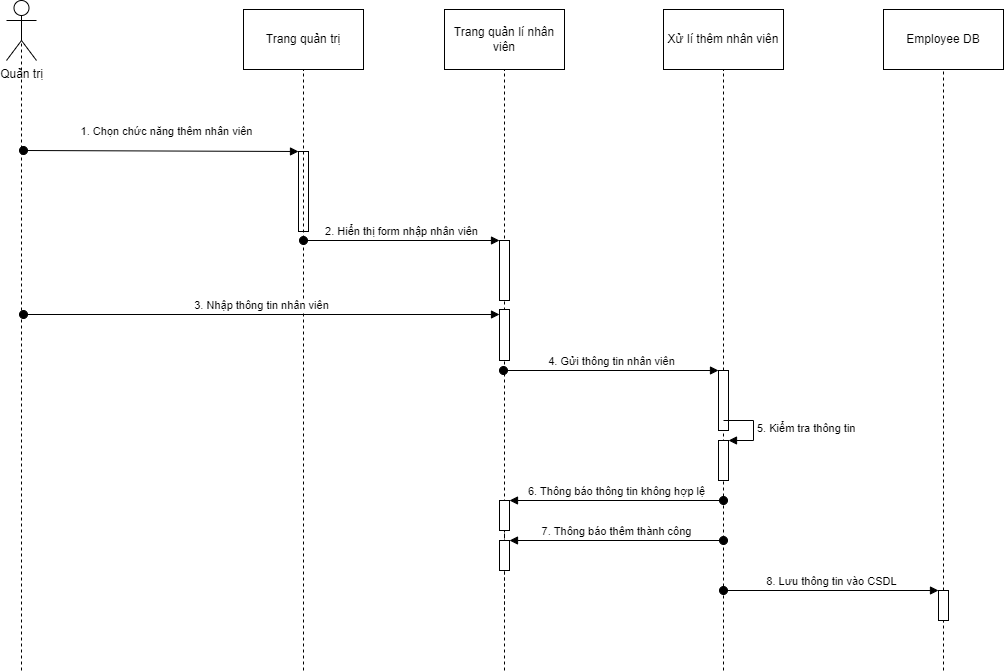 Quản trị
Trang quản trị
Trang quản lí nhân
viên
Xử lí thêm nhân viên
Employee DB
1. Chọn chức năng thêm nhân viên
2. Hiển thị form nhập nhân viên
3. Nhập thông tin nhân viên
4. Gửi thông tin nhân viên
5. Kiểm tra thông tin
6. Thông báo thông tin không hợp lệ
7. Thông báo thêm thành công
8. Lưu thông tin vào CSDL